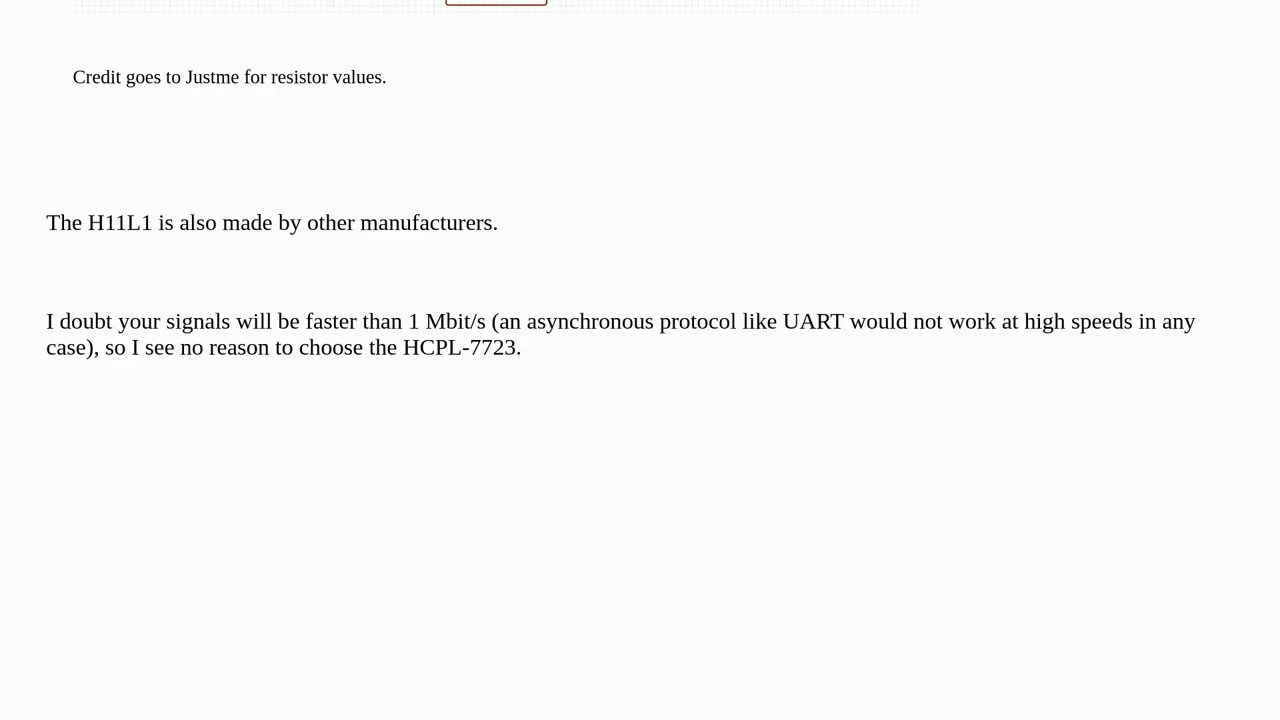 Credit goes to Justme for resistor values.
The H11L1 is also made by other manufacturers.
I doubt your signals will be faster than 1 Mbit/s (an asynchronous protocol like UART would not work at high speeds in any
case), so I see no reason to choose the HCPL-7723.